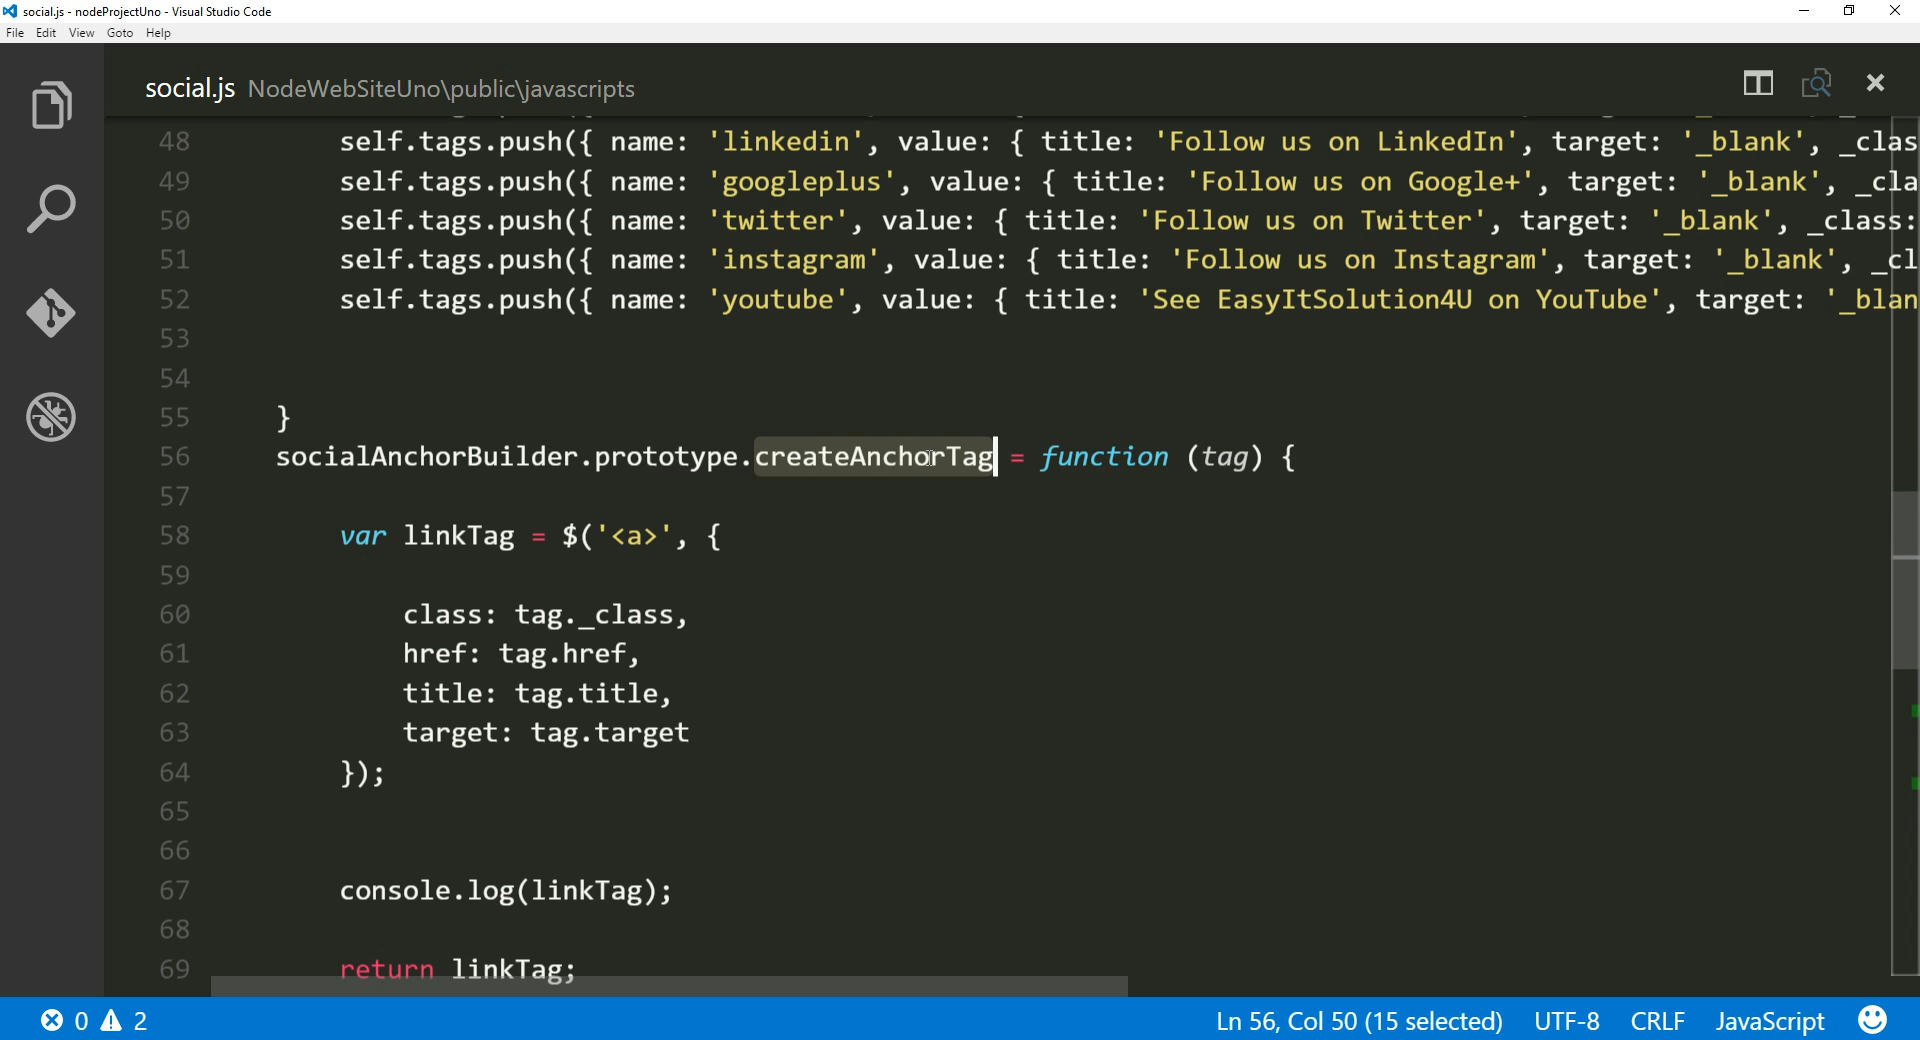 social.js - nodeProjectUno - Visual Studio Code
File Edit View Goto Help
social.js NodeWebSiteUno\public\javascripts
48 self.tags.push({ name: 'linkedin', value: { title: 'Follow us on LinkedIn', target: '_blank', _clas
49 self.tags.push({ name: 'googleplus', value: { title: 'Follow us on Google+', target: '_blank', _cla
50 self.tags.push({ name: 'twitter', value: { title: 'Follow us on Twitter', target: '_blank', _class:
51 self.tags.push({ name: 'instagram', value: { title: 'Follow us on Instagram', target: '_blank', _cl
52 self.tags.push({ name: 'youtube', value: { title: 'See EasyItSolution4U on YouTube', target: '_blan
53
54
55 }
56 socialAnchorBuilder.prototype.createAnchorTag = function (tag) {
57
58 var linkTag = $('<a>', {
59
60 class: tag._class,
61 href: tag.href,
62 title: tag.title,
63 target: tag.target
64 });
65
66
67 console.log(linkTag);
68
69 return linkTag;
0 2 Ln 56, Col 50 (15 selected) UTF-8 CRLF JavaScript